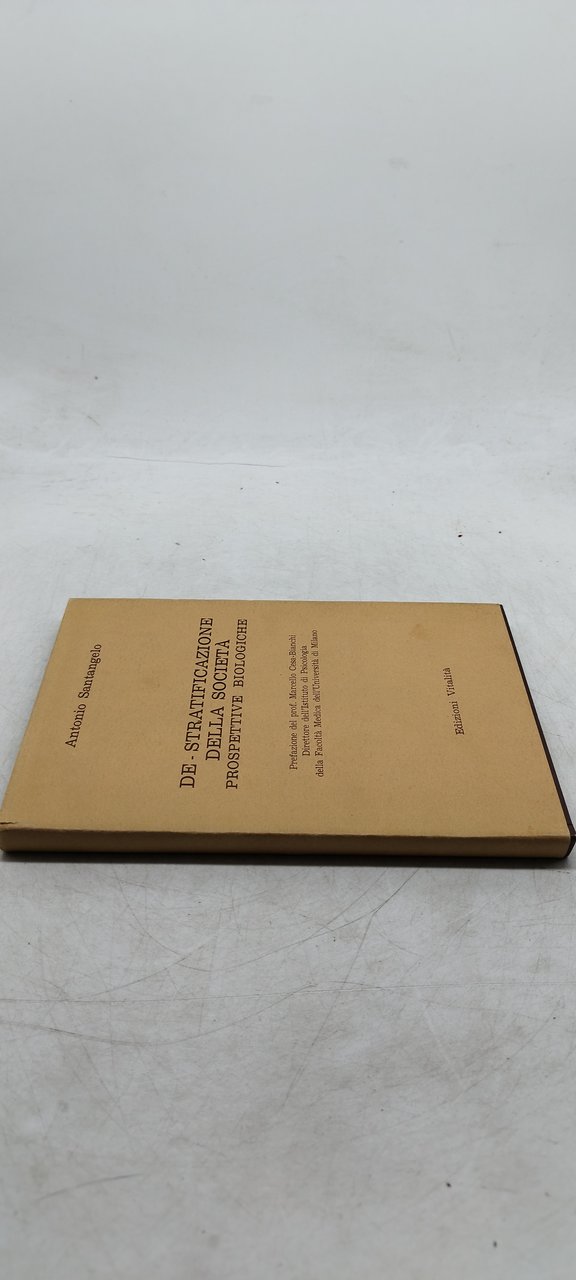 Antonio Santangelo
DE - STRATIFICAZIONE
DELLA SOCIETÀ
PROSPETTIVE BIOLOGICHE
Prefazione del prof. Marcello Cesa-Bianchi
Direttore dell'Istituto di Psicologia
della Facoltà Medica dell'Università di Milano
Edizioni Vitalità